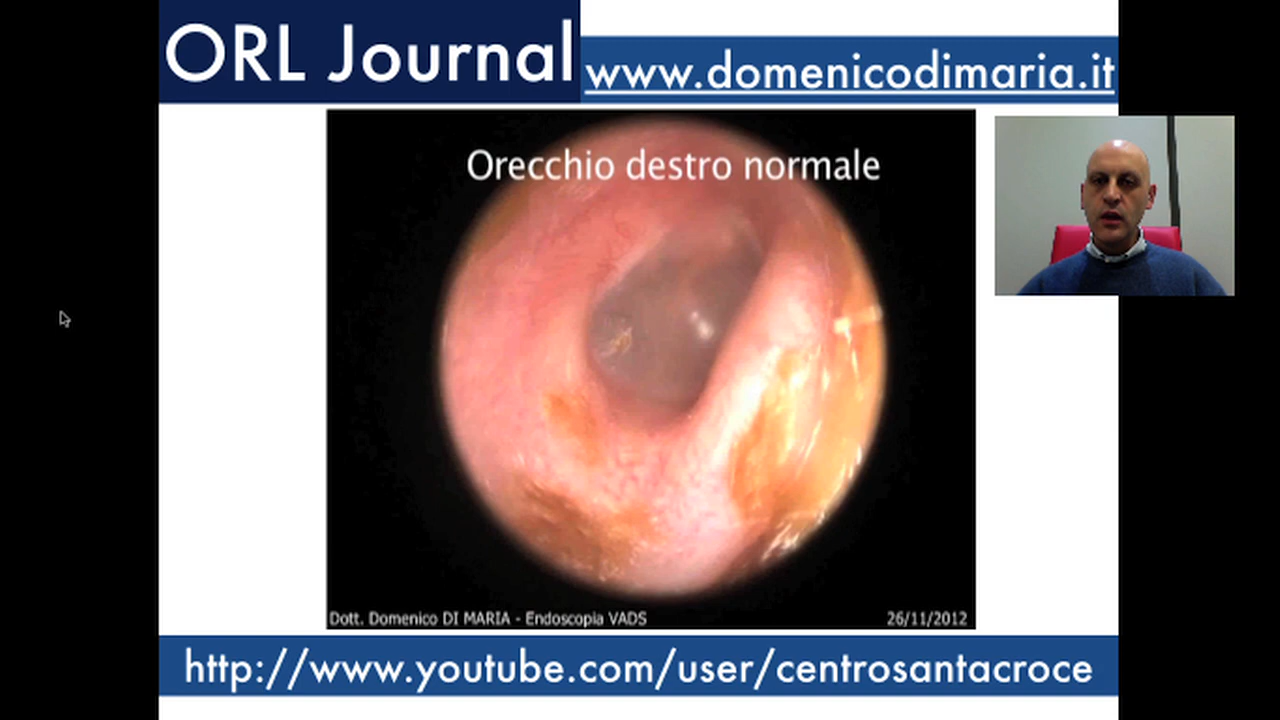 ORL Journal
www.domenicodimaria.it
Orecchio destro normale
Dott. Domenico DI MARIA - Endoscopia VADS
26/11/2012
http://www.youtube.com/user/centrosantacroce